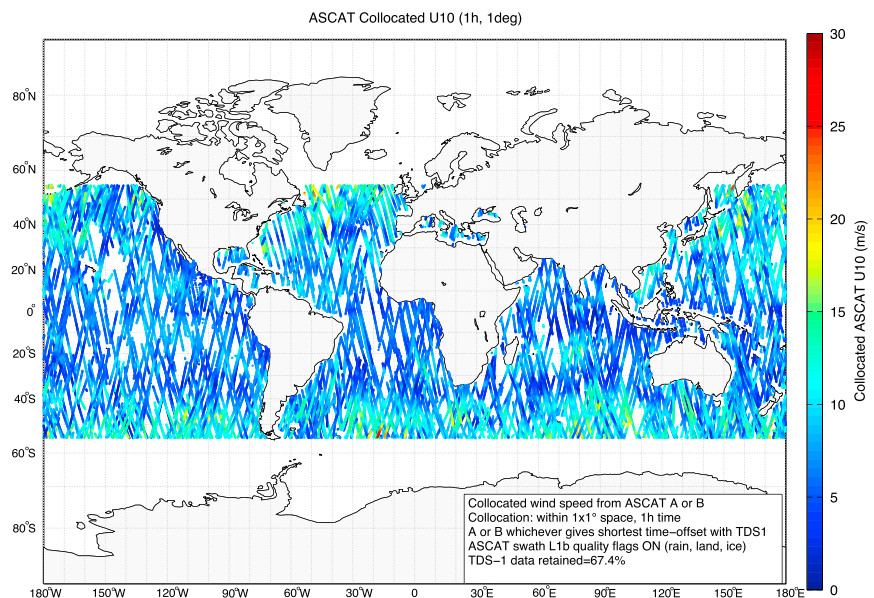 ASCAT Collocated U10 (1h, 1deg)
80°N
60°N
40°N
20°N
0°
20°S
40°S
60°S
80°S
180°W
150°W
120°W
90°W
60°W
30°W
0
30°E
60°E
90°E
120°E
150°E
180°E
Collocated wind speed from ASCAT A or B
Collocation: within 1x1° space, 1h time
A or B whichever gives shortest time−offset with TDS1
ASCAT swath L1b quality flags ON (rain, land, ice)
TDS−1 data retained=67.4%
30
25
20
15
10
5
0
Collocated ASCAT U10 (m/s)